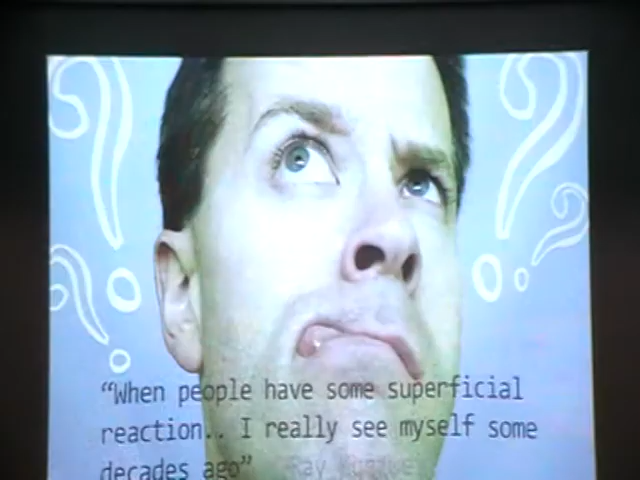 “When people have some superficial
reaction.. I really see myself some
decades ago”